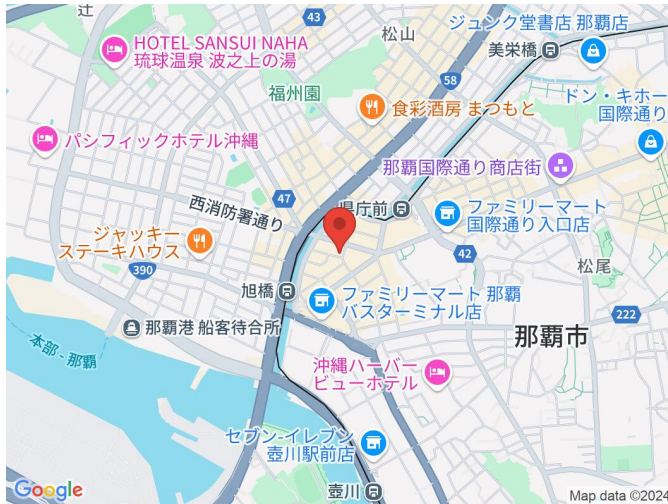 辻
43
松山
ジュンク堂書店 那覇店
HOTEL SANSUI NAHA
琉球温泉 波之上の湯
美栄橋
58
福州園
ドン・キホー
国際通り
食彩酒房 まつもと
パシフィックホテル沖縄
那覇国際通り商店街
47
西消防署通り
県庁前
ファミリーマート
国際通り入口店
ジャッキー
ステーキハウス
42
松尾
390
旭橋
ファミリーマート 那覇
バスターミナル店
222
那覇港 船客待合所
那覇市
本部 - 那覇
沖縄ハーバー
ビューホテル
セブン-イレブン
壺川駅前店
壺川
Google
Map data ©2024